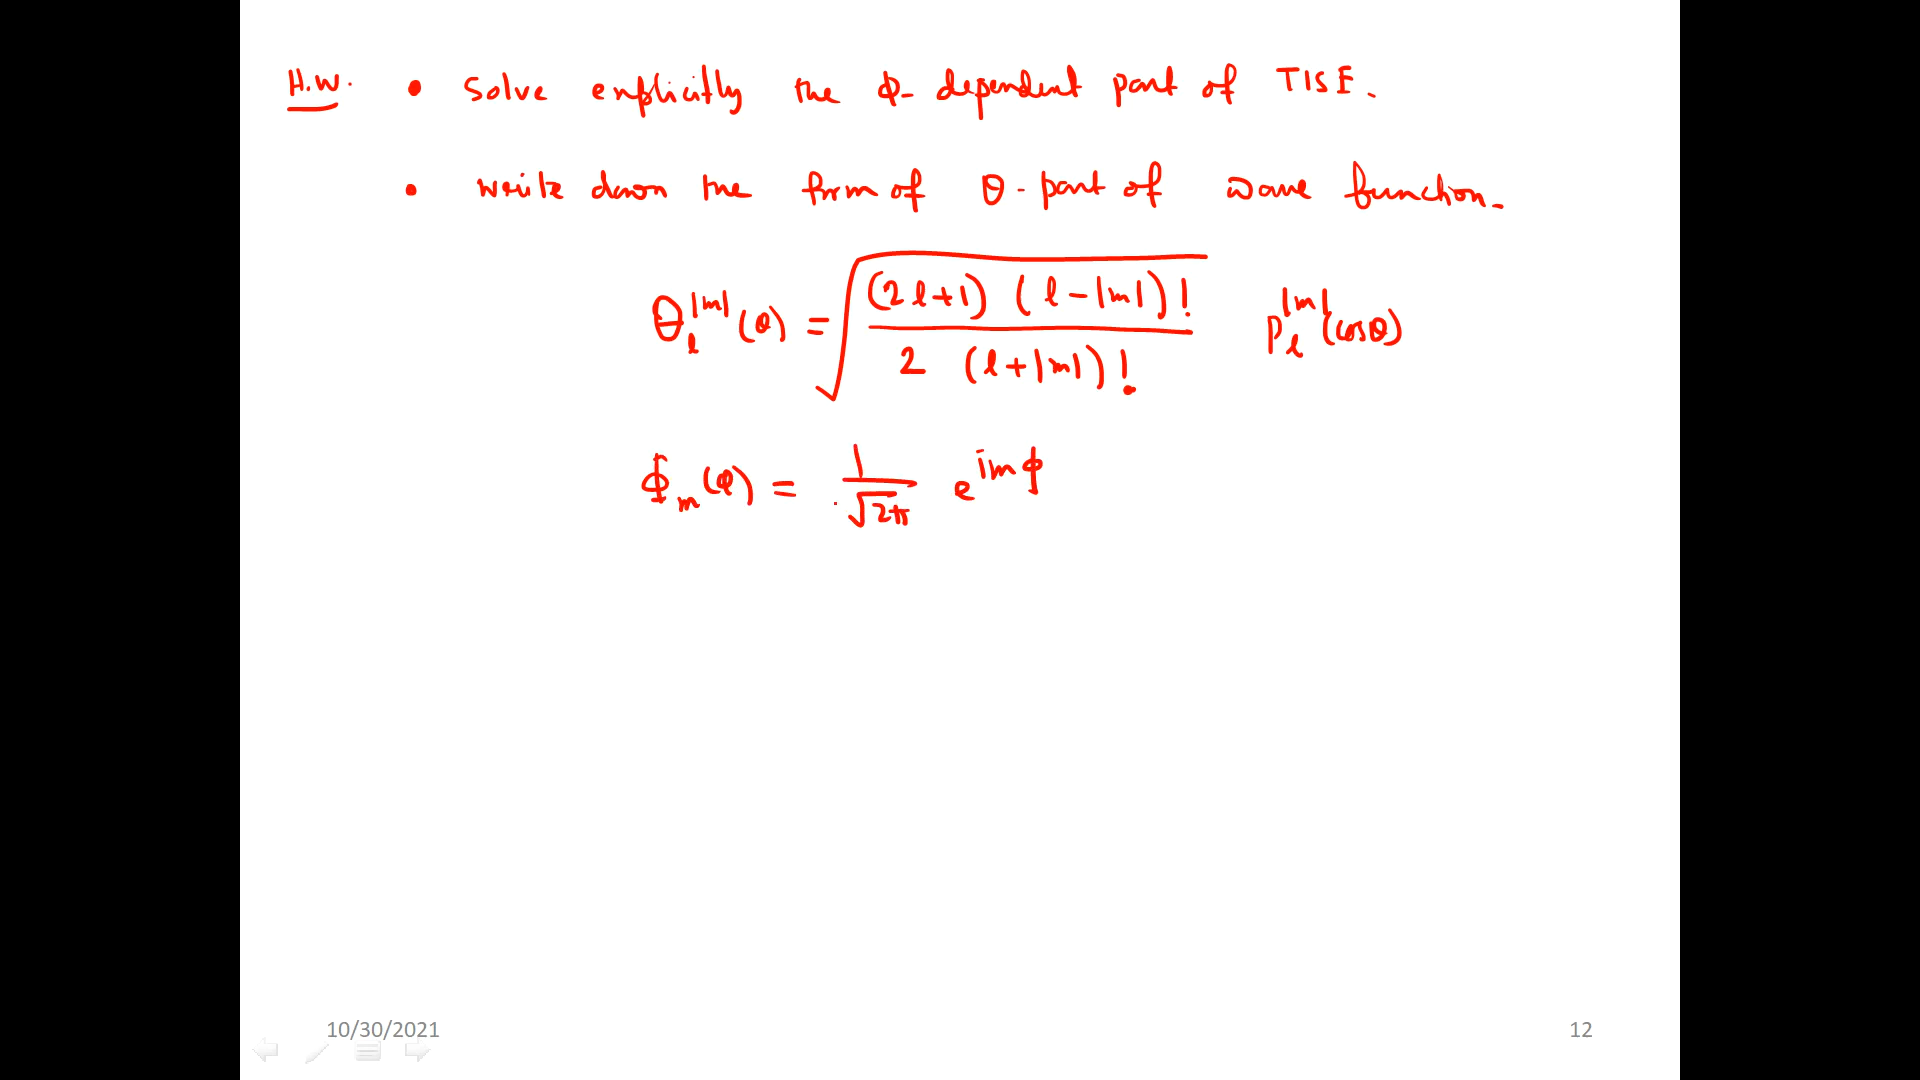 H.W. • Solve explicitly the Φ-dependent part of TISE.
• write down the form of θ-part of wave function.
Θ_l^|m| (θ) = √((2l+1) (l-|m|)! / 2 (l+|m|)!) P_l^|m| (cosθ)
Φ_m (φ) = 1/√2π e^imφ
10/30/2021
12